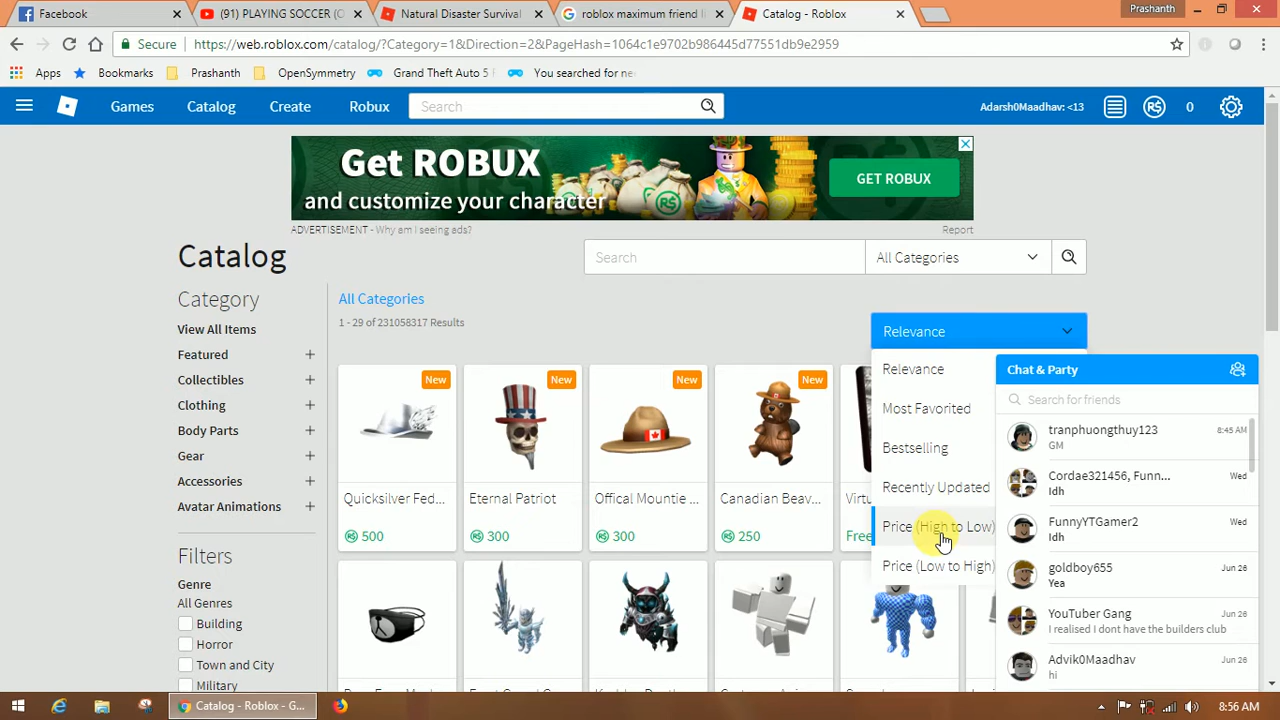 Facebook
(91) PLAYING SOCCER (O
Natural Disaster Survival
roblox maximum friend li
Catalog - Roblox
Prashanth
Secure
https://web.roblox.com/catalog/?Category=1&Direction=2&PageHash=1064c1e9702b986445d77551db9e2959
Apps
Bookmarks
Prashanth
OpenSymmetry
Grand Theft Auto 5 F
You searched for ne
Games
Catalog
Create
Robux
Search
Adarsh0Maadhav: <13
R$
0
Get ROBUX
and customize your character
GET ROBUX
ADVERTISEMENT - Why am I seeing ads?
Report
Catalog
Search
All Categories
Category
View All Items
Featured
Collectibles
Clothing
Body Parts
Gear
Accessories
Avatar Animations
Filters
Genre
All Genres
Building
Horror
Town and City
Military
All Categories
1 - 29 of 231058317 Results
Relevance
Relevance
Most Favorited
Bestselling
Recently Updated
Price (High to Low)
Price (Low to High)
New
New
New
New
Quicksilver Fed...
R$ 500
Eternal Patriot
R$ 300
Offical Mountie ...
R$ 300
Canadian Beav...
R$ 250
Virtu
Free
Chat & Party
Search for friends
tranphuongthuy123
8:45 AM
GM
Cordae321456, Funn...
Wed
Idh
FunnyYTGamer2
Wed
Idh
goldboy655
Jun 26
Yea
YouTuber Gang
Jun 26
I realised I dont have the builders club
Advik0Maadhav
Jun 26
hi
Catalog - Roblox - G...
8:56 AM